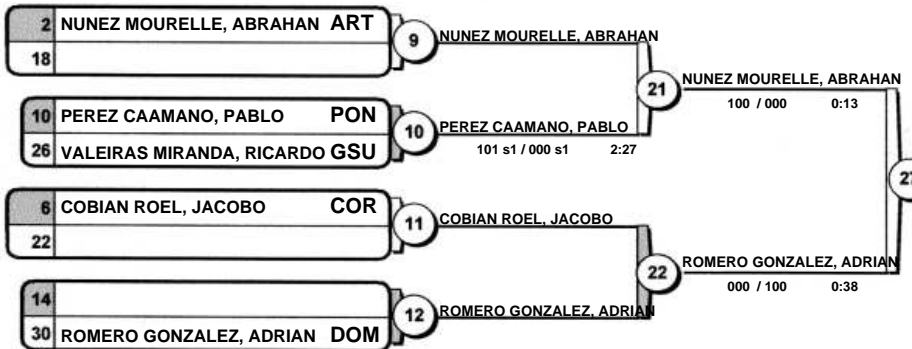 2 NUNEZ MOURELLE, ABRAHAN ART
18
9
NUNEZ MOURELLE, ABRAHAN
10 PEREZ CAAMANO, PABLO PON
26 VALEIRAS MIRANDA, RICARDO GSU
10
PEREZ CAAMANO, PABLO
101 s1 / 000 s1 2:27
21
NUNEZ MOURELLE, ABRAHAN
100 / 000 0:13
6 COBIAN ROEL, JACOBO COR
22
11
COBIAN ROEL, JACOBO
14
30 ROMERO GONZALEZ, ADRIAN DOM
12
ROMERO GONZALEZ, ADRIAN
22
ROMERO GONZALEZ, ADRIAN
000 / 100 0:38
27